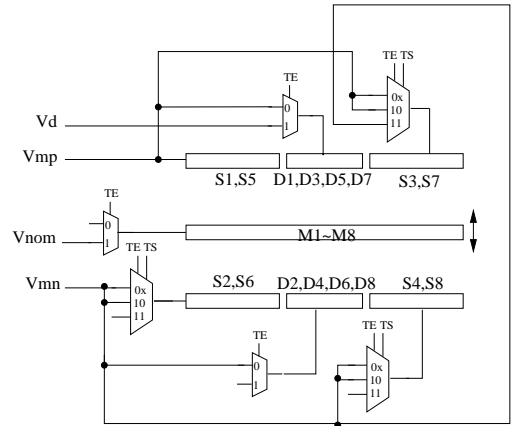 TE TS
TE
0x
10
11
0
1
Vd
Vmp
S1,S5
D1,D3,D5,D7
S3,S7
TE
0
1
Vnom
M1~M8
TE TS
Vmn
0x
10
11
S2,S6
D2,D4,D6,D8
S4,S8
TE
0
1
TE TS
0x
10
11